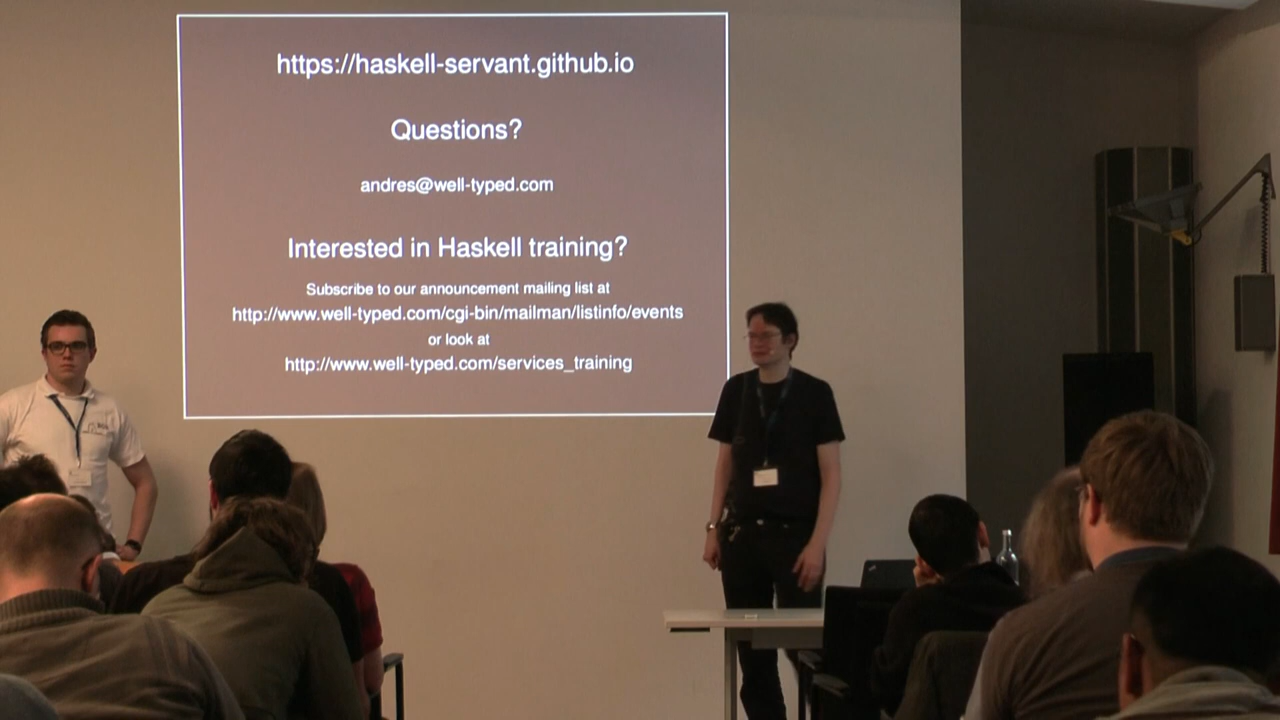 https://haskell-servant.github.io
Questions?
andres@well-typed.com
Interested in Haskell training?
Subscribe to our announcement mailing list at
http://www.well-typed.com/cgi-bin/mailman/listinfo/events
or look at
http://www.well-typed.com/services_training